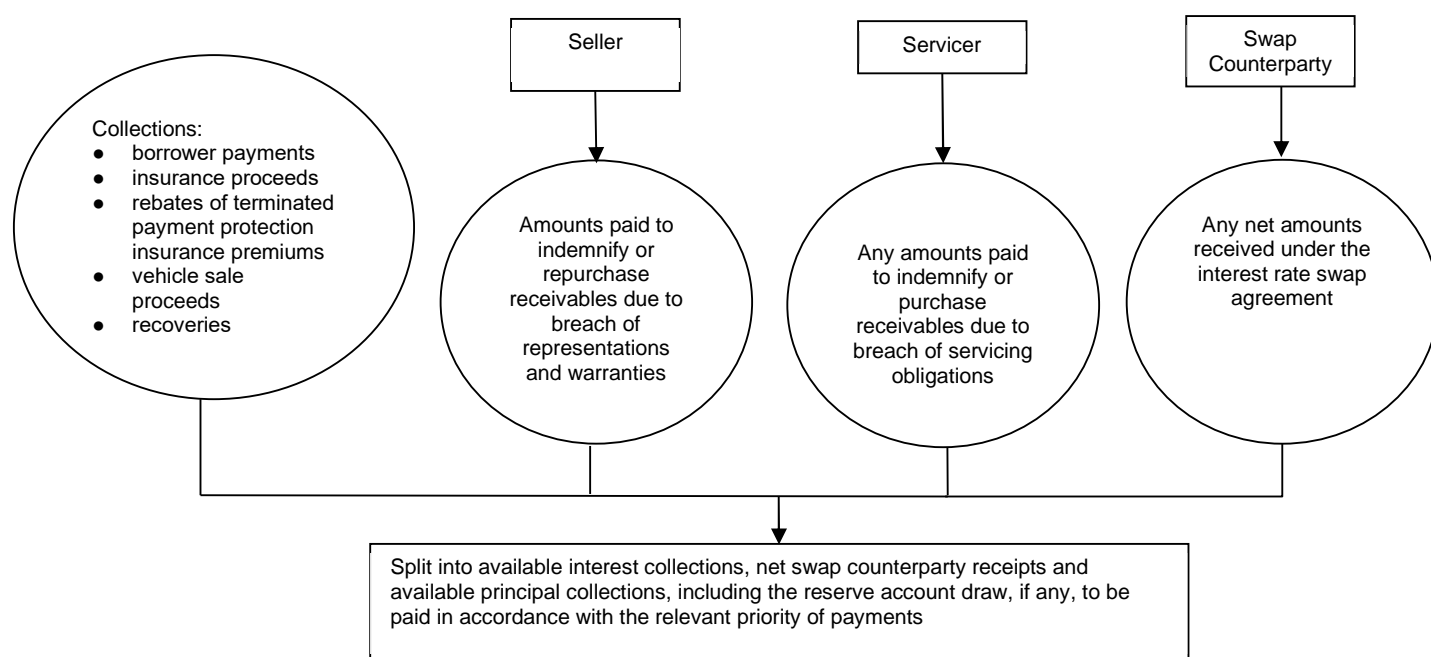 Seller
Servicer
Swap
Counterparty
Collections:
● borrower payments
● insurance proceeds
● rebates of terminated
payment protection
insurance premiums
● vehicle sale
proceeds
● recoveries
Amounts paid to
indemnify or
repurchase
receivables due to
breach of
representations
and warranties
Any amounts paid
to indemnify or
purchase
receivables due to
breach of servicing
obligations
Any net amounts
received under the
interest rate swap
agreement
Split into available interest collections, net swap counterparty receipts and
available principal collections, including the reserve account draw, if any, to be
paid in accordance with the relevant priority of payments